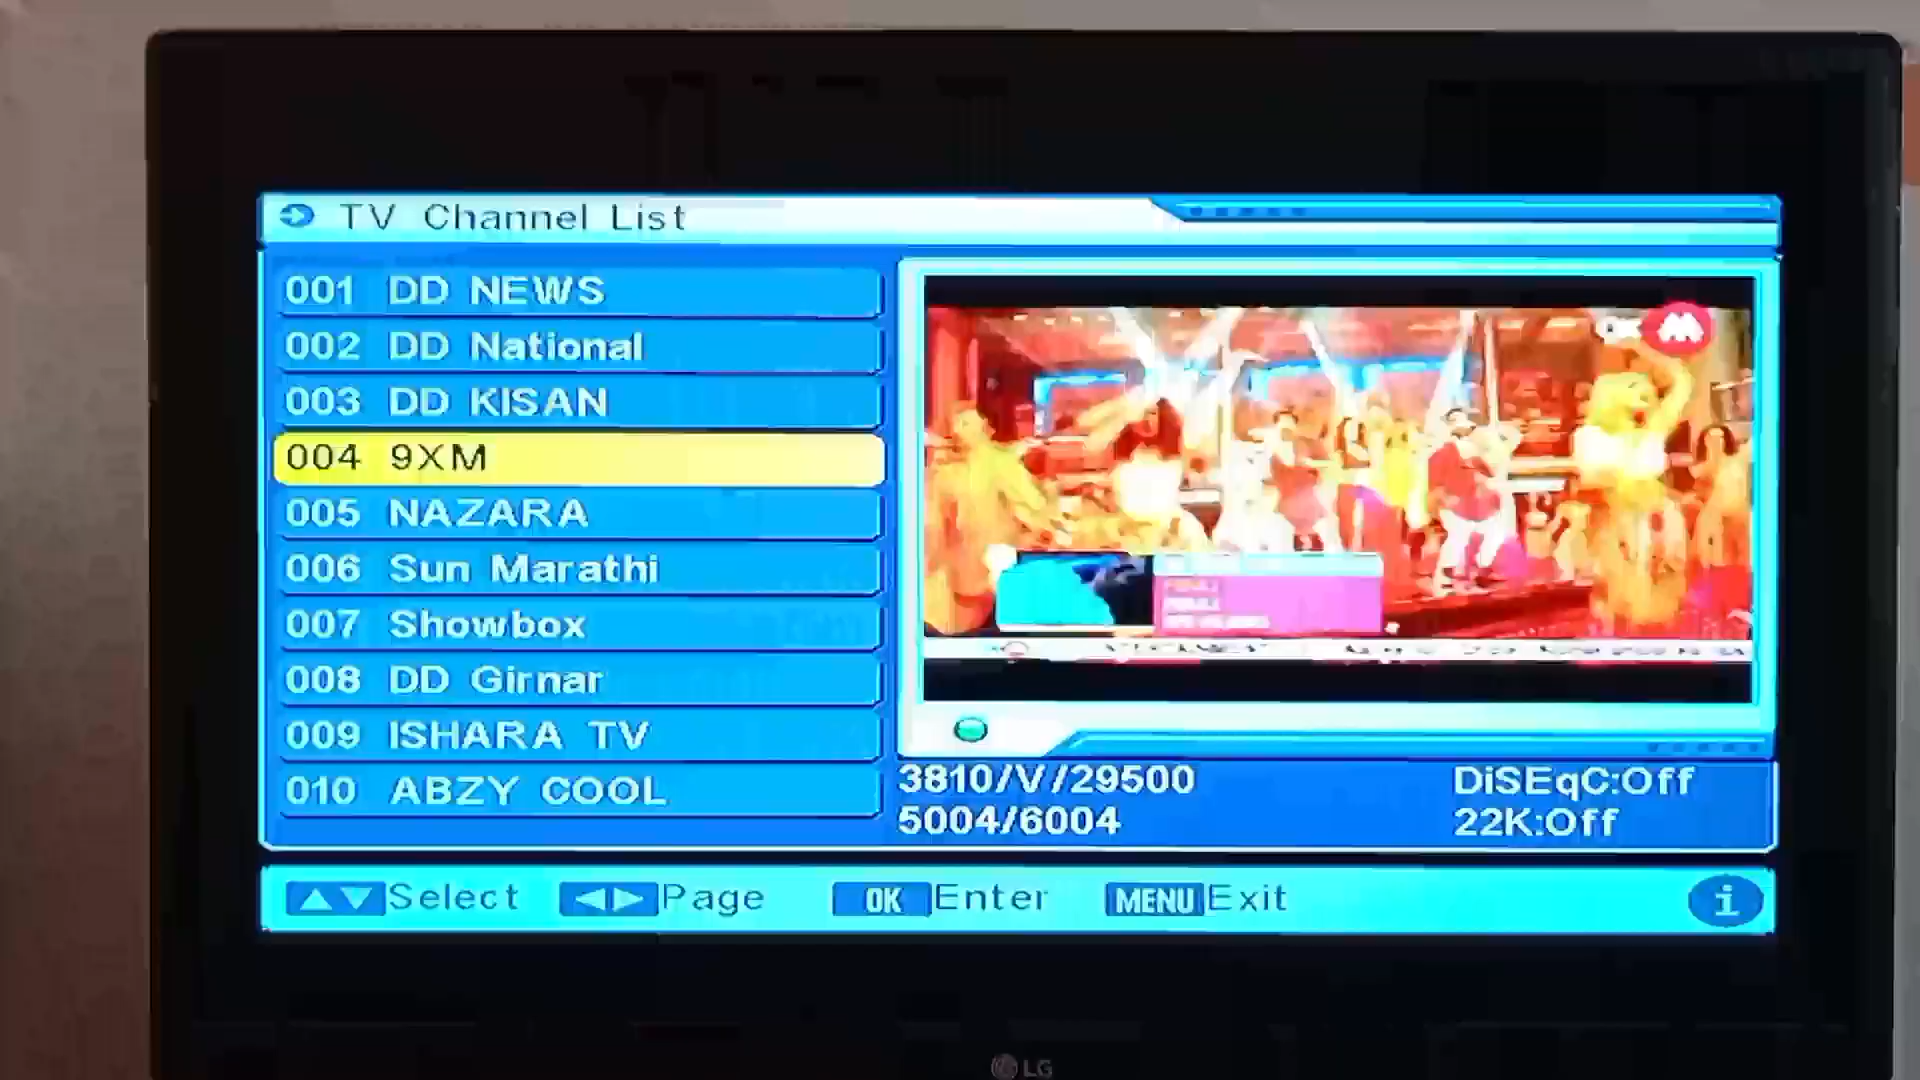 TV Channel List
001 DD NEWS
002 DD National
003 DD KISAN
004 9XM
005 NAZARA
006 Sun Marathi
007 Showbox
008 DD Girnar
009 ISHARA TV
010 ABZY COOL
3810/V/29500
5004/6004
DiSEqC:Off
22K:Off
Select
Page
OK Enter
MENU Exit
i
LG